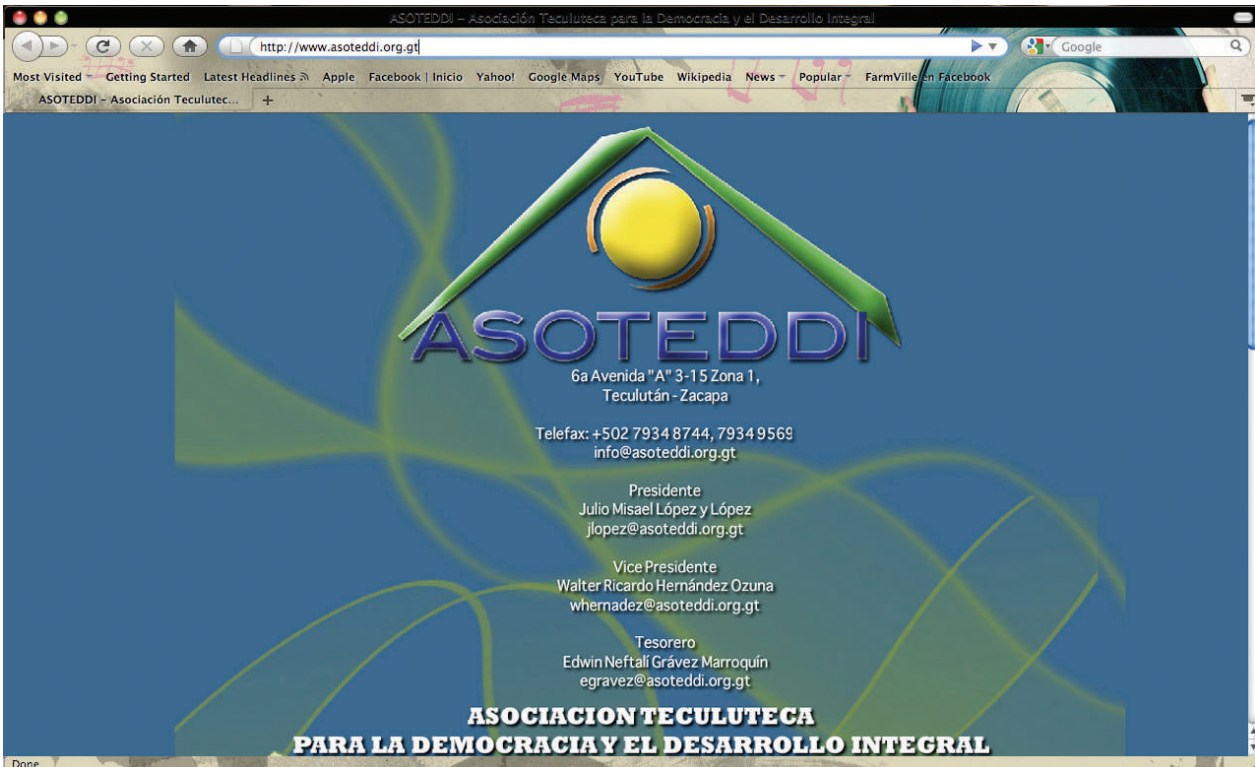 ASOTEDDI – Asociación Teculuteca para la Democracia y el Desarrollo Integral
http://www.asoteddi.org.gt
Google
Most Visited Getting Started Latest Headlines Apple Facebook | Inicio Yahoo! Google Maps YouTube Wikipedia News Popular FarmVille en Facebook
ASOTEDDI – Asociación Teculutec... +
ASOTEDDI
6a Avenida "A" 3-15 Zona 1,
Teculután - Zacapa
Telefax: +502 7934 8744, 7934 9569
info@asoteddi.org.gt
Presidente
Julio Misael López y López
jlopez@asoteddi.org.gt
Vice Presidente
Walter Ricardo Hernández Ozuna
whernadez@asoteddi.org.gt
Tesorero
Edwin Neftalí Grávez Marroquín
egravez@asoteddi.org.gt
ASOCIACION TECULUTECA
PARA LA DEMOCRACIA Y EL DESARROLLO INTEGRAL
Done